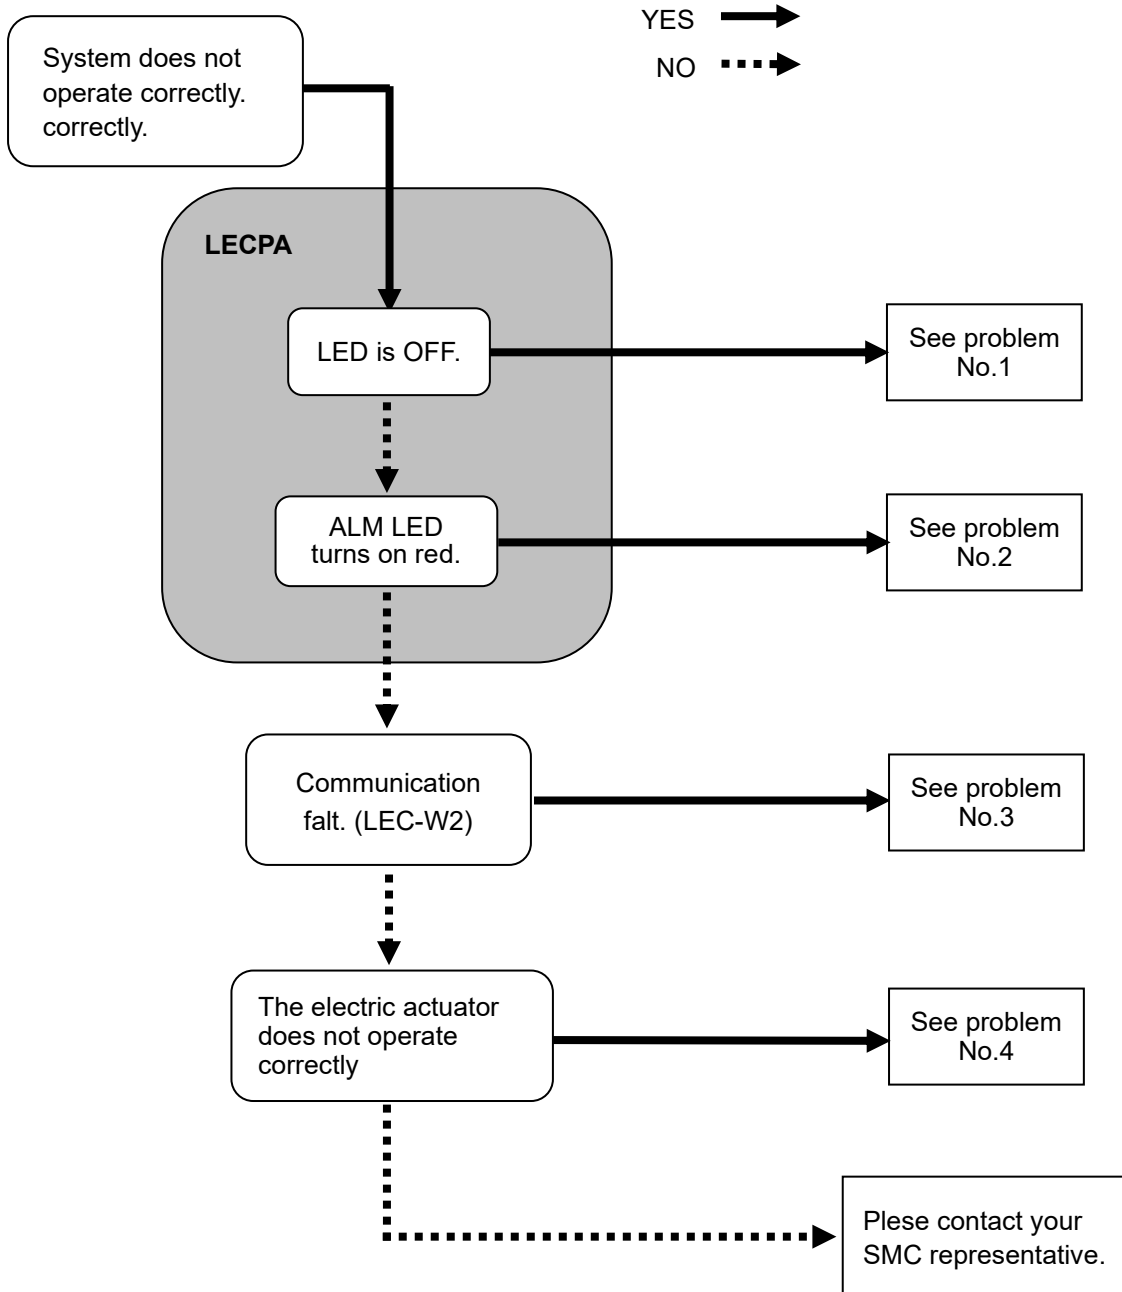 YES
NO
System does not
operate correctly.
correctly.
LECPA
LED is OFF.
See problem
No.1
ALM LED
turns on red.
See problem
No.2
Communication
falt. (LEC-W2)
See problem
No.3
The electric actuator
does not operate
correctly
See problem
No.4
Plese contact your
SMC representative.